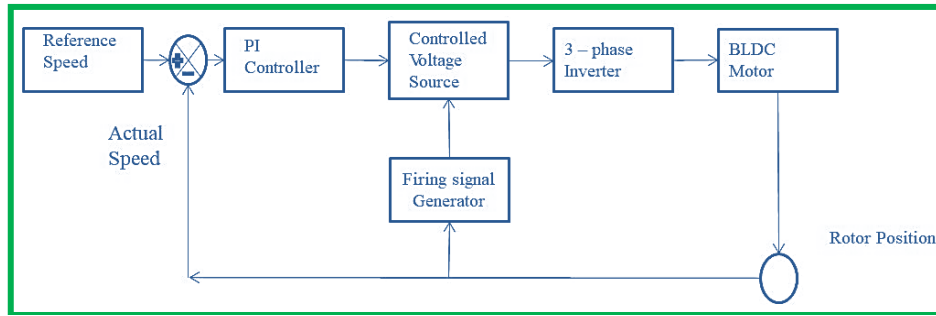 Reference
Speed
PI
Controller
Controlled
Voltage
Source
3 – phase
Inverter
BLDC
Motor
Actual
Speed
Firing signal
Generator
Rotor Position